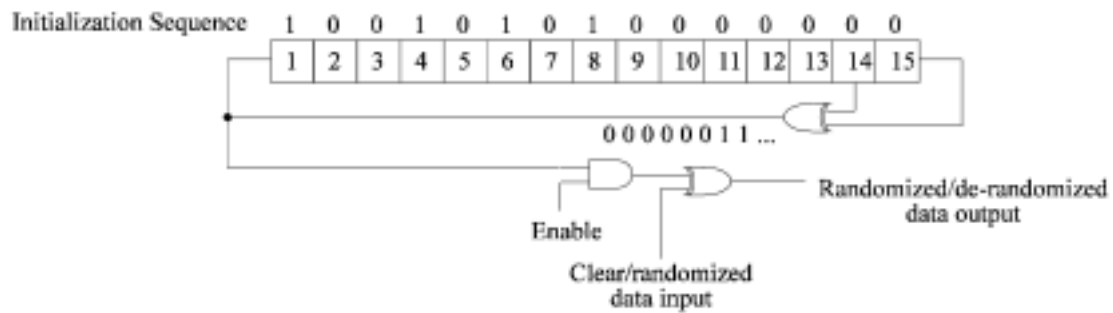 Initialization Sequence 1 0 0 1 0 1 0 1 0 0 0 0 0 0 0
1 2 3 4 5 6 7 8 9 10 11 12 13 14 15
0 0 0 0 0 0 1 1 ...
Randomized/de-randomized
data output
Enable
Clear/randomized
data input